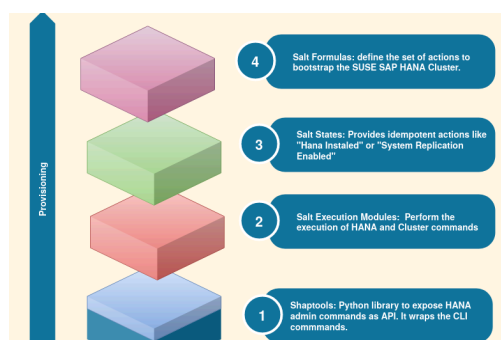 Provisioning
4
Salt Formulas: define the set of actions to
bootstrap the SUSE SAP HANA Cluster.
3
Salt States: Provides idempotent actions like
"Hana Instaled" or "System Replication
Enabled"
2
Salt Execution Modules: Perform the
execution of HANA and Cluster commands
1
Shaptools: Python library to expose HANA
admin commands as API. It wraps the CLI
commmands.